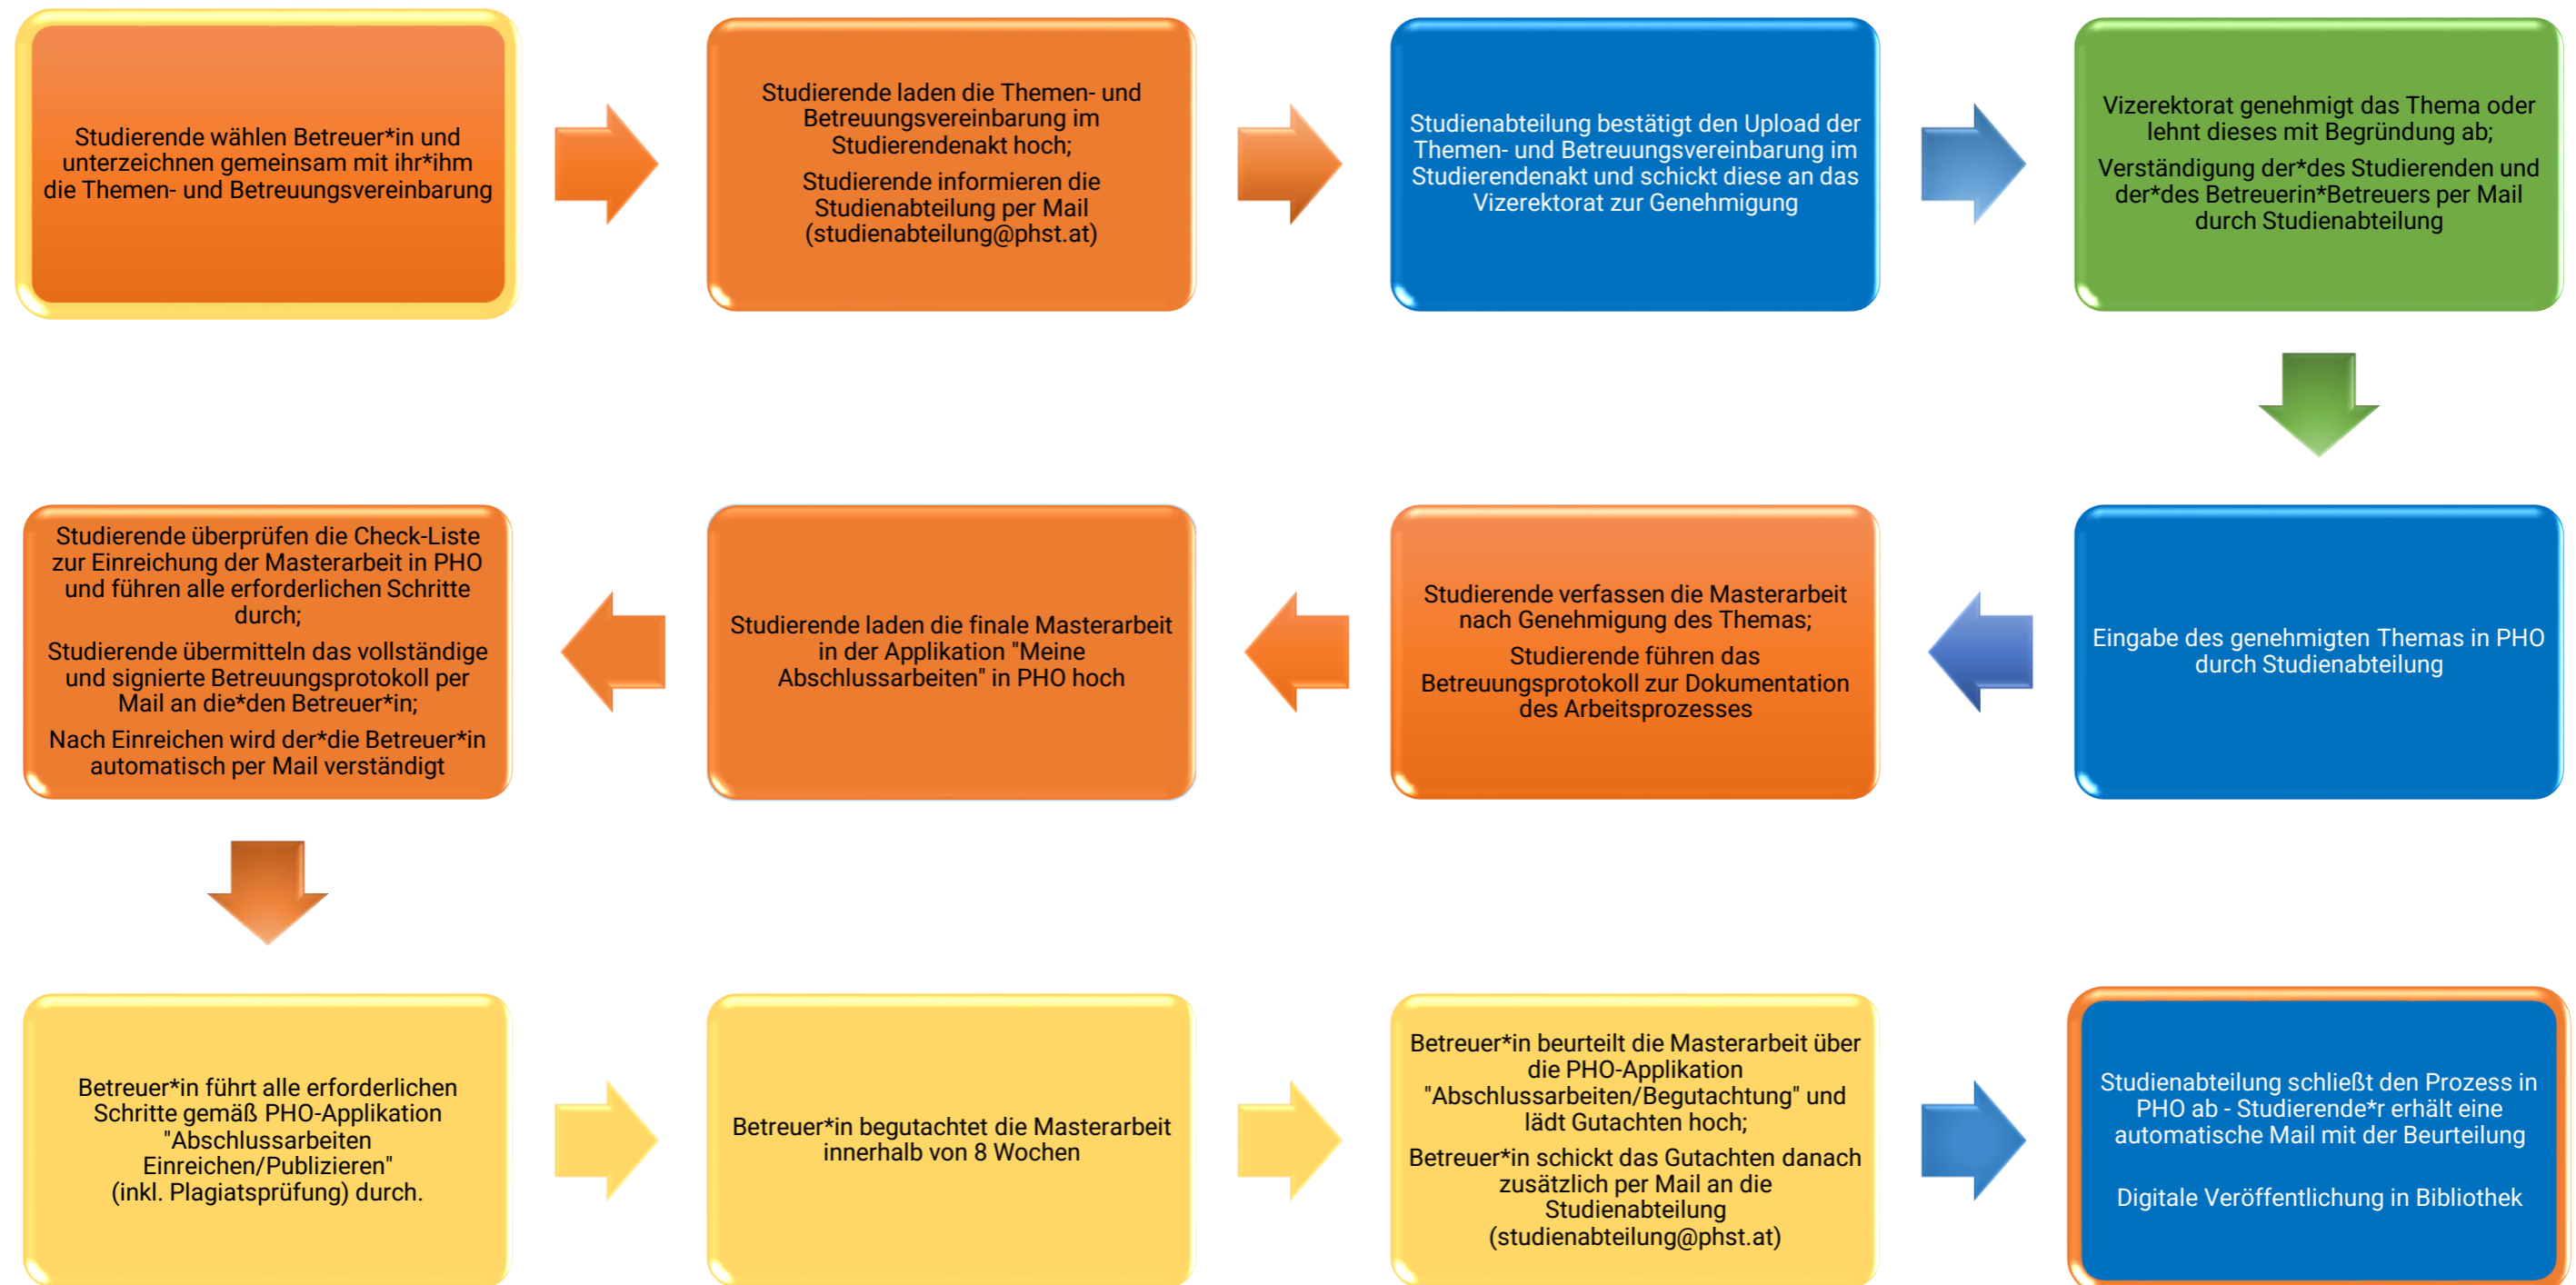 Studierende wählen Betreuer*in und
unterzeichnen gemeinsam mit ihr*ihm
die Themen- und Betreuungsvereinbarung
Studierende laden die Themen- und
Betreuungsvereinbarung im
Studierendenakt hoch;
Studierende informieren die
Studienabteilung per Mail
(studienabteilung@phst.at)
Studienabteilung bestätigt den Upload der
Themen- und Betreuungsvereinbarung im
Studierendenakt und schickt diese an das
Vizerektorat zur Genehmigung
Vizerektorat genehmigt das Thema oder
lehnt dieses mit Begründung ab;
Verständigung der*des Studierenden und
der*des Betreuerin*Betreuers per Mail
durch Studienabteilung
Eingabe des genehmigten Themas in PHO
durch Studienabteilung
Studierende verfassen die Masterarbeit
nach Genehmigung des Themas;
Studierende führen das
Betreuungsprotokoll zur Dokumentation
des Arbeitsprozesses
Studierende laden die finale Masterarbeit
in der Applikation "Meine
Abschlussarbeiten" in PHO hoch
Studierende überprüfen die Check-Liste
zur Einreichung der Masterarbeit in PHO
und führen alle erforderlichen Schritte
durch;
Studierende übermitteln das vollständige
und signierte Betreuungsprotokoll per
Mail an die*den Betreuer*in;
Nach Einreichen wird der*die Betreuer*in
automatisch per Mail verständigt
Betreuer*in führt alle erforderlichen
Schritte gemäß PHO-Applikation
"Abschlussarbeiten
Einreichen/Publizieren"
(inkl. Plagiatsprüfung) durch.
Betreuer*in begutachtet die Masterarbeit
innerhalb von 8 Wochen
Betreuer*in beurteilt die Masterarbeit über
die PHO-Applikation
"Abschlussarbeiten/Begutachtung" und
lädt Gutachten hoch;
Betreuer*in schickt das Gutachten danach
zusätzlich per Mail an die
Studienabteilung
(studienabteilung@phst.at)
Studienabteilung schließt den Prozess in
PHO ab - Studierende*r erhält eine
automatische Mail mit der Beurteilung
Digitale Veröffentlichung in Bibliothek